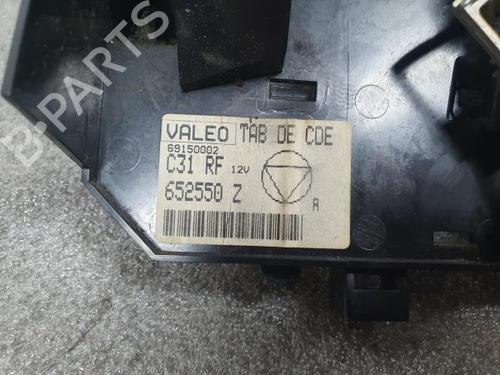 VALEO TAB DE CDE
69150002
C31 RF 12V
652550 Z
R
B-PARTS